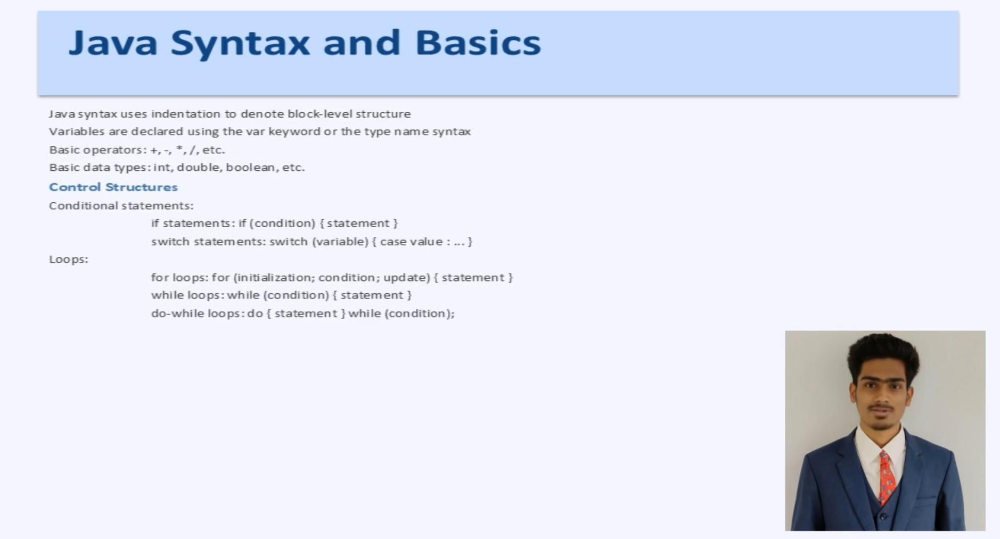 Java Syntax and Basics
Java syntax uses indentation to denote block-level structure
Variables are declared using the var keyword or the type name syntax
Basic operators: +, -, *, /, etc.
Basic data types: int, double, boolean, etc.
Control Structures
Conditional statements:
if statements: if (condition) { statement }
switch statements: switch (variable) { case value : ... }
Loops:
for loops: for (initialization; condition; update) { statement }
while loops: while (condition) { statement }
do-while loops: do { statement } while (condition);